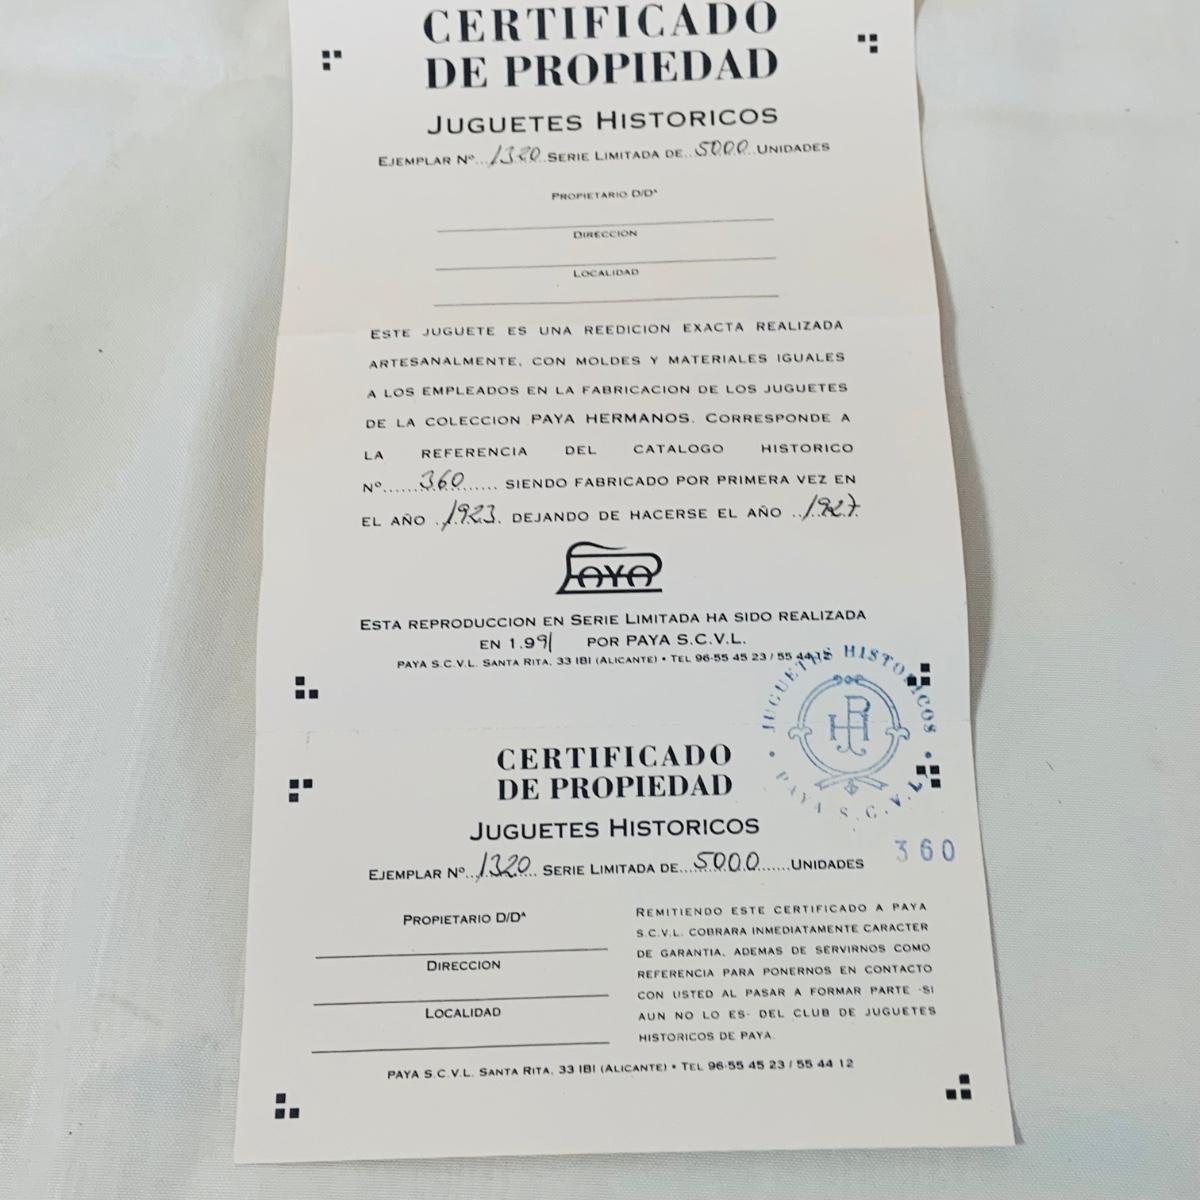 CERTIFICADO
DE PROPIEDAD
JUGUETES HISTORICOS
EJEMPLAR Nº...1320..SERIE LIMITADA DE..5000..UNIDADES
PROPIETARIO D/Dª
DIRECCION
LOCALIDAD
ESTE JUGUETE ES UNA REEDICION EXACTA REALIZADA
ARTESANALMENTE, CON MOLDES Y MATERIALES IGUALES
A LOS EMPLEADOS EN LA FABRICACION DE LOS JUGUETES
DE LA COLECCION PAYA HERMANOS. CORRESPONDE A
LA REFERENCIA DEL CATALOGO HISTORICO
Nº......360...... SIENDO FABRICADO POR PRIMERA VEZ EN
EL AÑO .1923. DEJANDO DE HACERSE EL AÑO ..1927.
PAYA
ESTA REPRODUCCION EN SERIE LIMITADA HA SIDO REALIZADA
EN 1.991 POR PAYA S.C.V.L.
PAYA S.C.V.L. SANTA RITA, 33 IBI (ALICANTE) • TEL 96-55 45 23 / 55 44 12
JUGUETES HISTORICOS • PAYA S.C.V.L. •
CERTIFICADO
DE PROPIEDAD
JUGUETES HISTORICOS
360
EJEMPLAR Nº...1320... SERIE LIMITADA DE...5000......UNIDADES
PROPIETARIO D/Dª
DIRECCION
LOCALIDAD
REMITIENDO ESTE CERTIFICADO A PAYA
S.C.V.L. COBRARA INMEDIATAMENTE CARACTER
DE GARANTIA, ADEMAS DE SERVIRNOS COMO
REFERENCIA PARA PONERNOS EN CONTACTO
CON USTED AL PASAR A FORMAR PARTE -SI
AUN NO LO ES- DEL CLUB DE JUGUETES
HISTORICOS DE PAYA.
PAYA S.C.V.L. SANTA RITA, 33 IBI (ALICANTE) • TEL 96-55 45 23 / 55 44 12